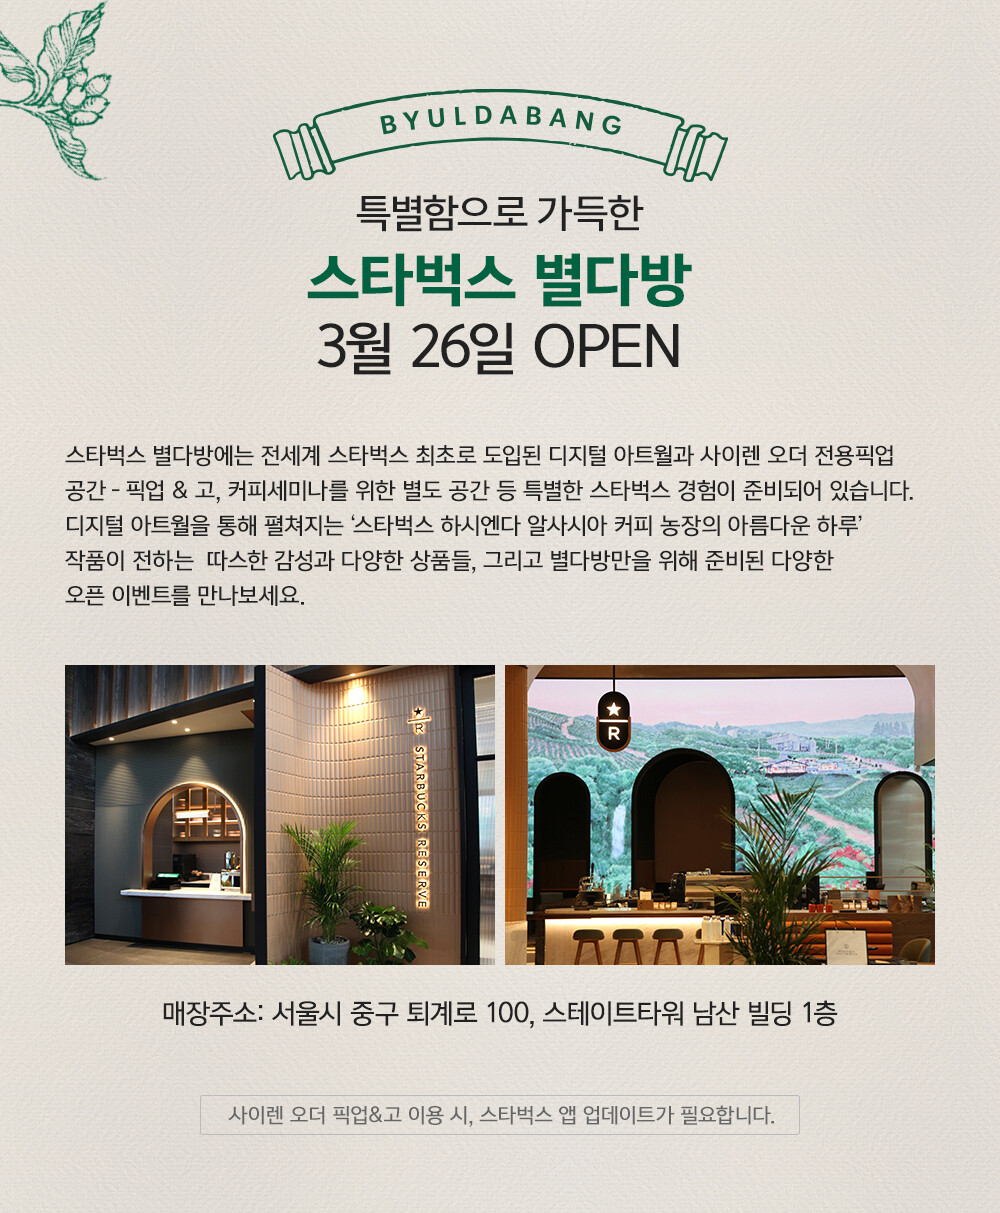 BYULDABANG
특별함으로 가득한
스타벅스 별다방
3월 26일 OPEN
스타벅스 별다방에는 전세계 스타벅스 최초로 도입된 디지털 아트월과 사이렌 오더 전용픽업
공간 - 픽업 & 고, 커피세미나를 위한 별도 공간 등 특별한 스타벅스 경험이 준비되어 있습니다.
디지털 아트월을 통해 펼쳐지는 ‘스타벅스 하시엔다 알사시아 커피 농장의 아름다운 하루’
작품이 전하는 따스한 감성과 다양한 상품들, 그리고 별다방만을 위해 준비된 다양한
오픈 이벤트를 만나보세요.
R STARBUCKS RESERVE
R
매장주소: 서울시 중구 퇴계로 100, 스테이트타워 남산 빌딩 1층
사이렌 오더 픽업&고 이용 시, 스타벅스 앱 업데이트가 필요합니다.